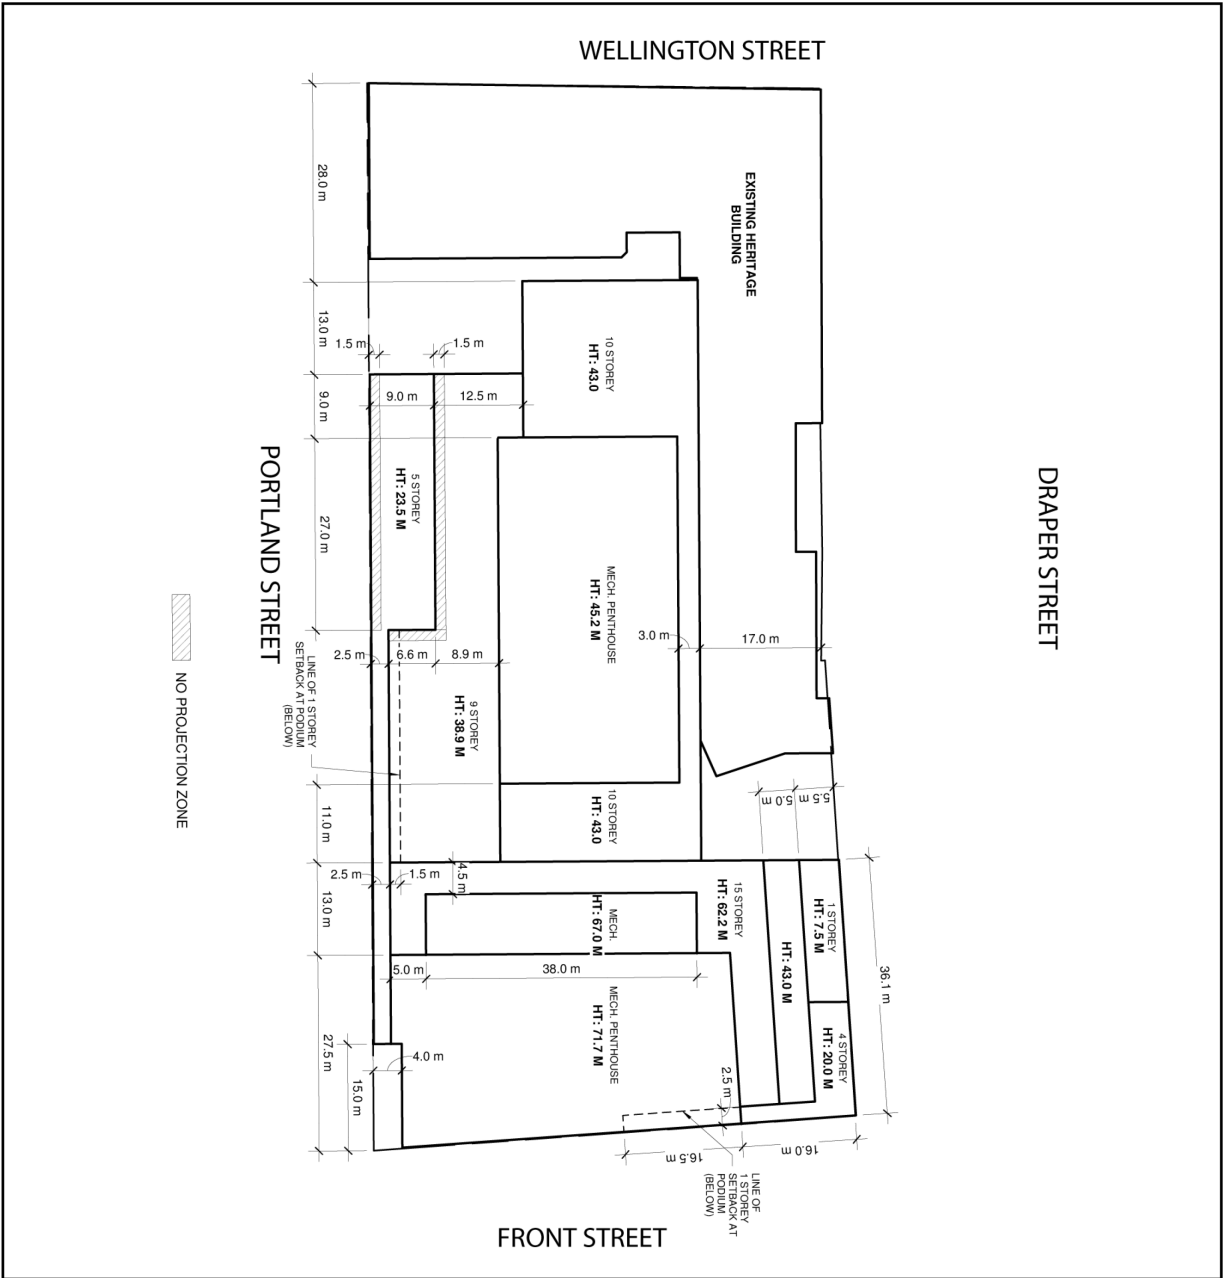 WELLINGTON STREET
28.0 m
EXISTING HERITAGE
BUILDING
13.0 m
1.5 m
1.5 m
10 STOREY
HT: 43.0
9.0 m
9.0 m
12.5 m
PORTLAND STREET
DRAPER STREET
5 STOREY
HT: 23.5 M
27.0 m
MECH. PENTHOUSE
HT: 45.2 M
3.0 m
17.0 m
2.5 m
6.6 m
8.9 m
LINE OF 1 STOREY
SETBACK AT PODIUM
(BELOW)
NO PROJECTION ZONE
9 STOREY
HT: 38.9 M
11.0 m
10 STOREY
HT: 43.0
5.0 m
5.5 m
2.5 m
1.5 m
4.5 m
13.0 m
MECH.
HT: 67.0 M
15 STOREY
HT: 62.2 M
1 STOREY
HT: 7.5 M
HT: 43.0 M
36.1 m
5.0 m
38.0 m
27.5 m
MECH. PENTHOUSE
HT: 71.7 M
4 STOREY
HT: 20.0 M
4.0 m
15.0 m
2.5 m
16.5 m
16.0 m
LINE OF
1 STOREY
SETBACK AT
PODIUM
(BELOW)
FRONT STREET